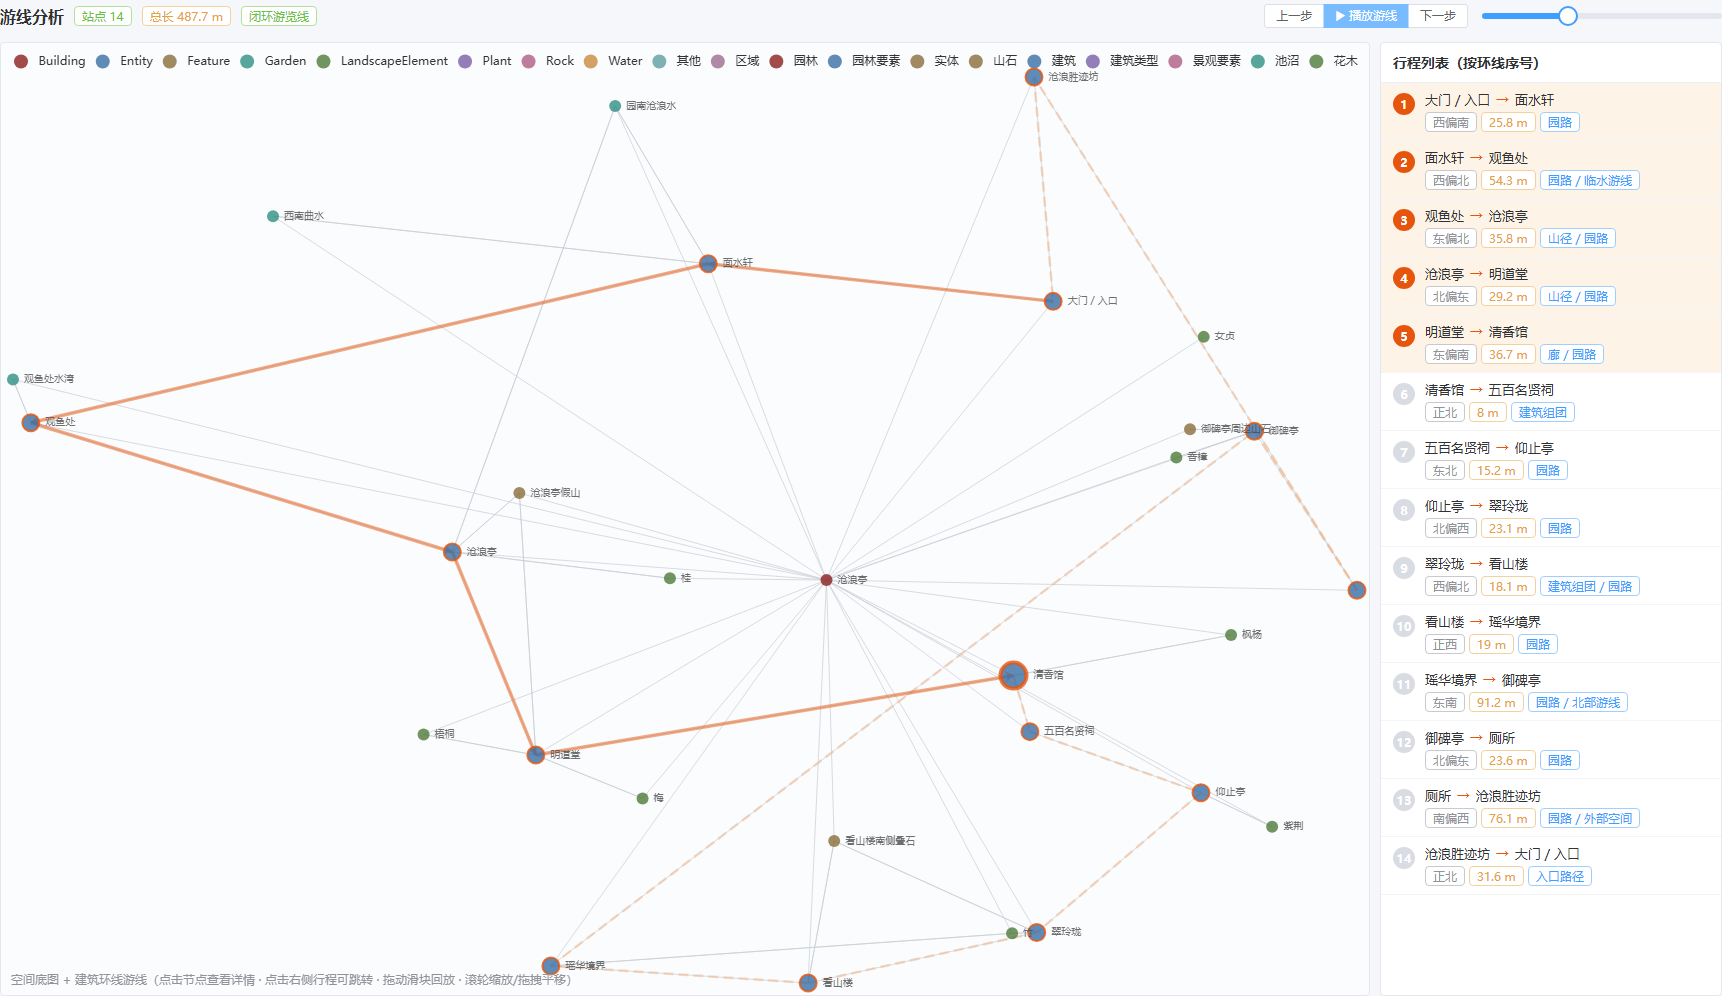 游线分析 站点 14 总长 487.7 m 闭环游览线 上一步 ▶ 播放游线 下一步
Building Entity Feature Garden LandscapeElement Plant Rock Water 其他 区域 园林 园林要素 实体 山石 建筑 建筑类型 景观要素 池沼 花木
沧浪胜迹坊
园南沧浪水
西南曲水
面水轩
大门 / 入口
女贞
观鱼处水湾
观鱼处
御碑亭周边山石
御碑亭
香樟
沧浪亭假山
沧浪亭
桂
沧浪亭
枫杨
清香馆
五百名贤祠
梧桐
明道堂
仰止亭
梅
紫荆
看山楼南侧叠石
竹
翠玲珑
瑶华境界
看山楼
空间底图 + 建筑环线游线（点击节点查看详情 · 点击右侧行程可跳转 · 拖动滑块回放 · 滚轮缩放/拖拽平移）
行程列表（按环线序号）
1 大门 / 入口 → 面水轩
西偏南 25.8 m 园路
2 面水轩 → 观鱼处
西偏北 54.3 m 园路 / 临水游线
3 观鱼处 → 沧浪亭
东偏北 35.8 m 山径 / 园路
4 沧浪亭 → 明道堂
北偏东 29.2 m 山径 / 园路
5 明道堂 → 清香馆
东偏南 36.7 m 廊 / 园路
6 清香馆 → 五百名贤祠
正北 8 m 建筑组团
7 五百名贤祠 → 仰止亭
东北 15.2 m 园路
8 仰止亭 → 翠玲珑
北偏西 23.1 m 园路
9 翠玲珑 → 看山楼
西偏北 18.1 m 建筑组团 / 园路
10 看山楼 → 瑶华境界
正西 19 m 园路
11 瑶华境界 → 御碑亭
东南 91.2 m 园路 / 北部游线
12 御碑亭 → 厕所
北偏东 23.6 m 园路
13 厕所 → 沧浪胜迹坊
南偏西 76.1 m 园路 / 外部空间
14 沧浪胜迹坊 → 大门 / 入口
正北 31.6 m 入口路径